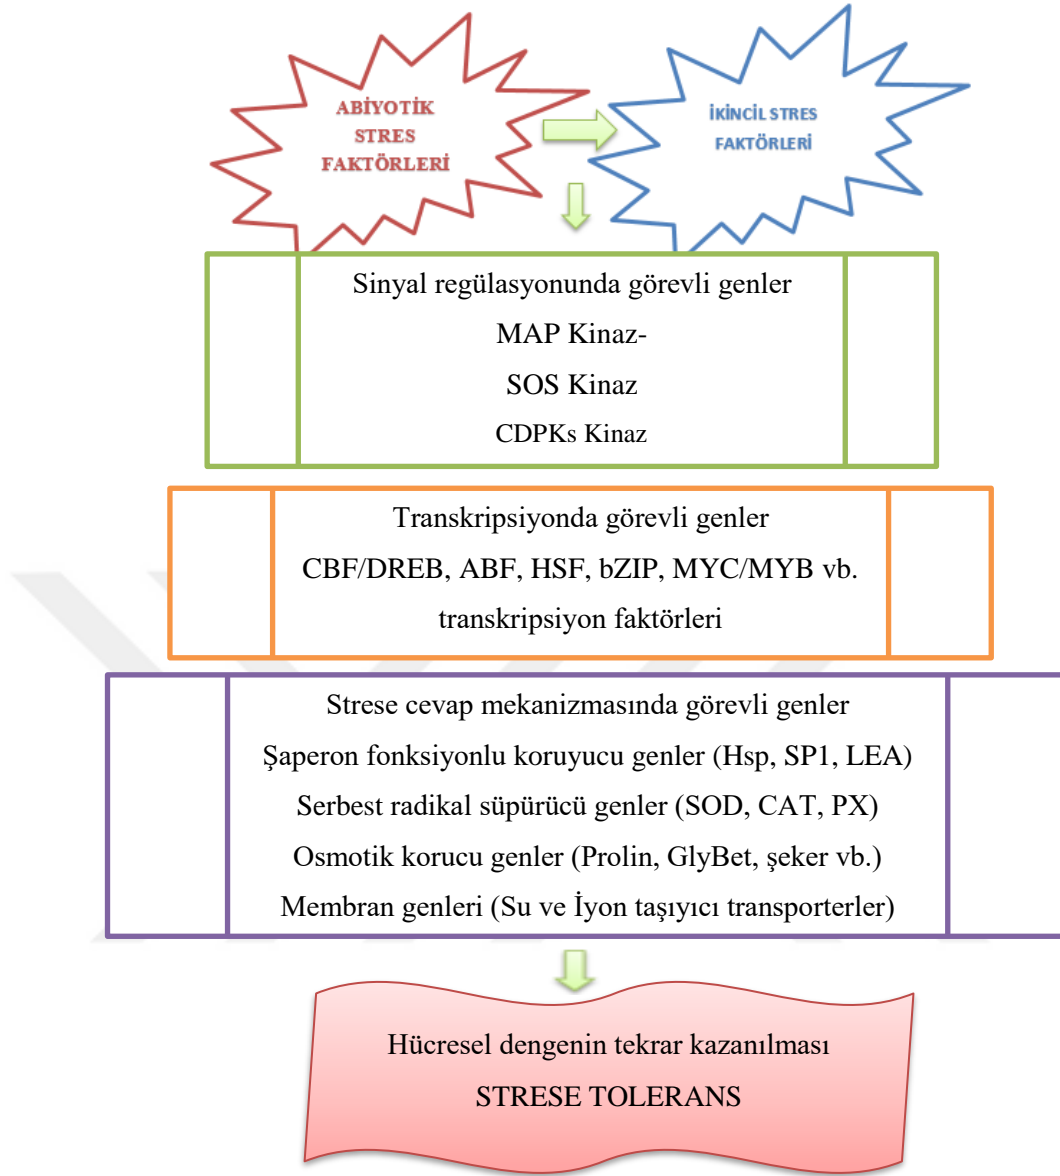 ABİYOTİK
STRES
FAKTÖRLERİ
İKİNCİL STRES
FAKTÖRLERİ
Sinyal regülasyonunda görevli genler
MAP Kinaz-
SOS Kinaz
CDPKs Kinaz
Transkripsiyonda görevli genler
CBF/DREB, ABF, HSF, bZIP, MYC/MYB vb.
transkripsiyon faktörleri
Strese cevap mekanizmasında görevli genler
Şaperon fonksiyonlu koruyucu genler (Hsp, SP1, LEA)
Serbest radikal süpürücü genler (SOD, CAT, PX)
Osmotik korucu genler (Prolin, GlyBet, şeker vb.)
Membran genleri (Su ve İyon taşıyıcı transporterler)
Hücresel dengenin tekrar kazanılması
STRESE TOLERANS